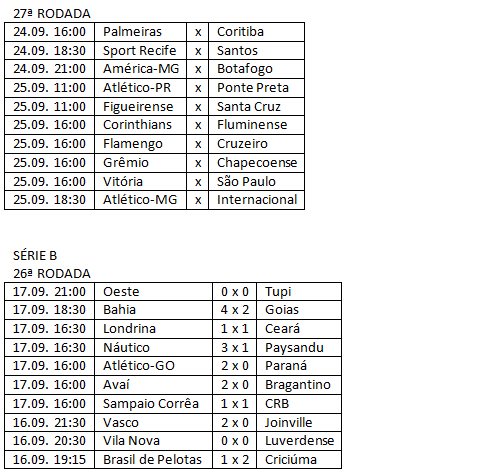 27ª RODADA
24.09. 16:00 Palmeiras x Coritiba
24.09. 18:30 Sport Recife x Santos
24.09. 21:00 América-MG x Botafogo
25.09. 11:00 Atlético-PR x Ponte Preta
25.09. 11:00 Figueirense x Santa Cruz
25.09. 16:00 Corinthians x Fluminense
25.09. 16:00 Flamengo x Cruzeiro
25.09. 16:00 Grêmio x Chapecoense
25.09. 16:00 Vitória x São Paulo
25.09. 18:30 Atlético-MG x Internacional
SÉRIE B
26ª RODADA
17.09. 21:00 Oeste 0 x 0 Tupi
17.09. 18:30 Bahia 4 x 2 Goias
17.09. 16:30 Londrina 1 x 1 Ceará
17.09. 16:30 Náutico 3 x 1 Paysandu
17.09. 16:00 Atlético-GO 2 x 0 Paraná
17.09. 16:00 Avaí 2 x 0 Bragantino
17.09. 16:00 Sampaio Corrêa 1 x 1 CRB
16.09. 21:30 Vasco 2 x 0 Joinville
16.09. 20:30 Vila Nova 0 x 0 Luverdense
16.09. 19:15 Brasil de Pelotas 1 x 2 Criciúma